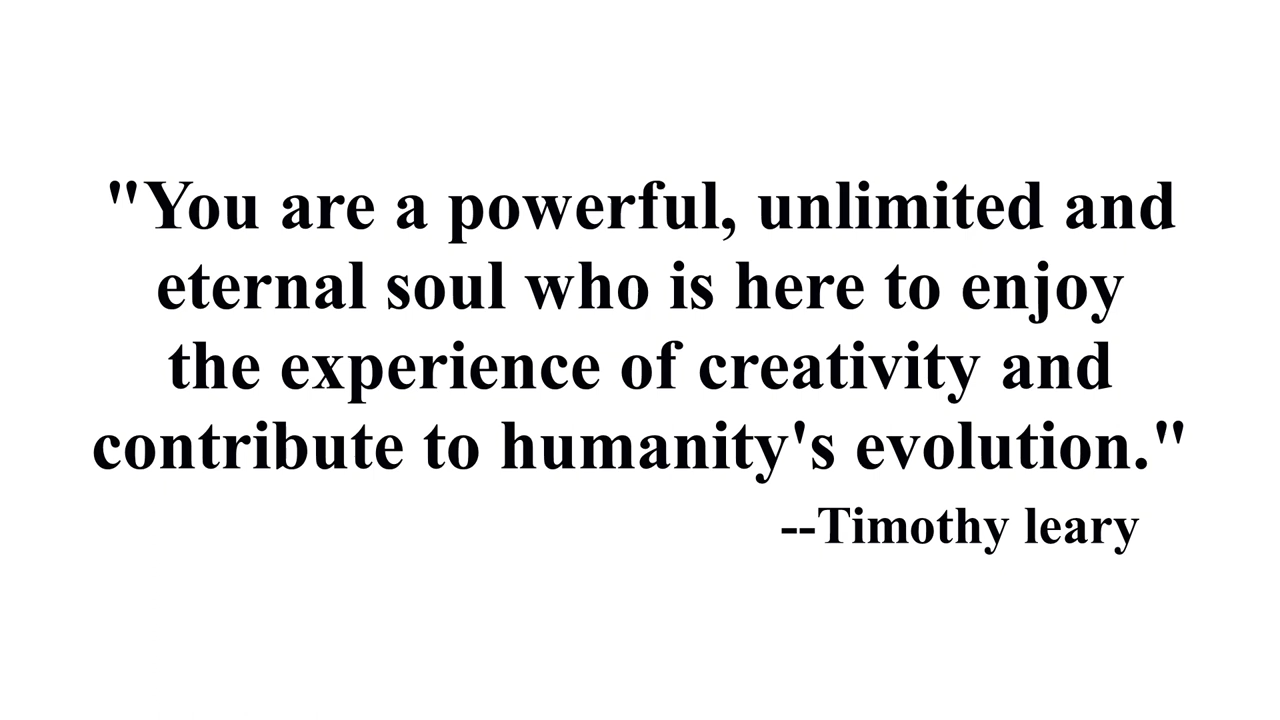 "You are a powerful, unlimited and
eternal soul who is here to enjoy
the experience of creativity and
contribute to humanity's evolution."
--Timothy leary